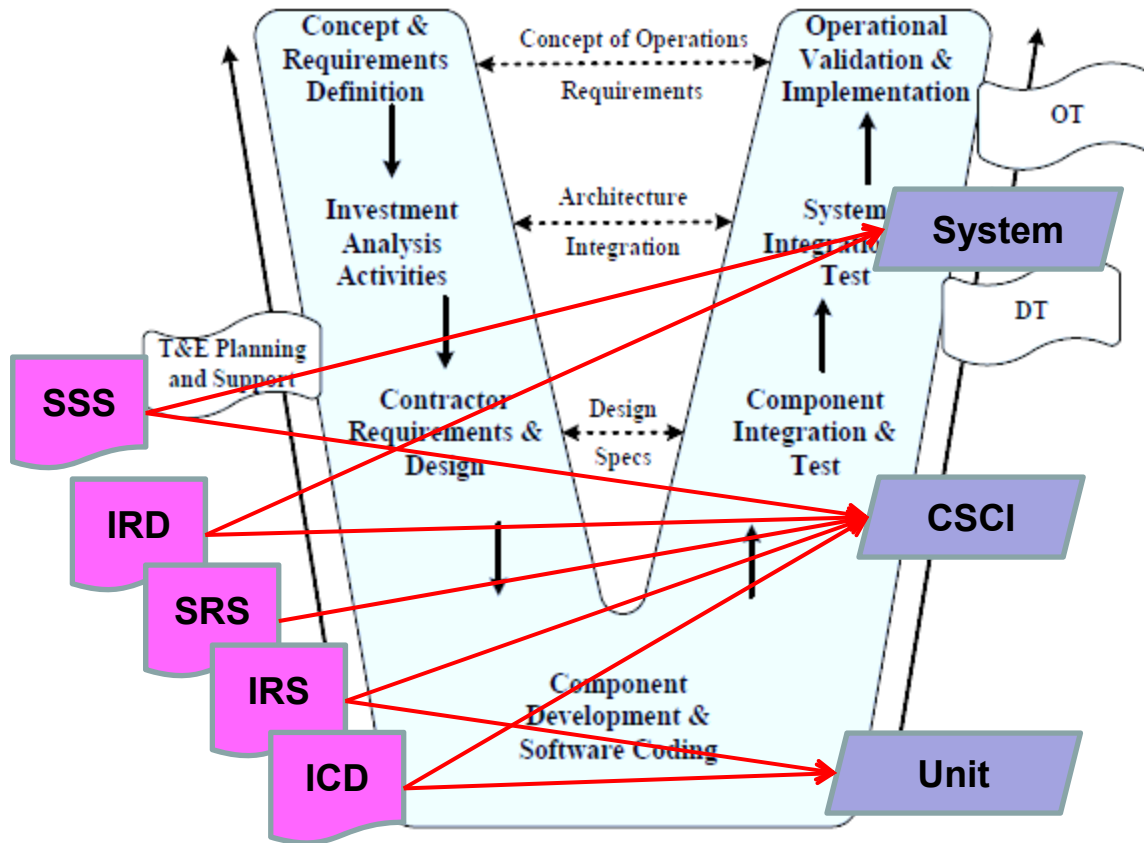 Concept &
Requirements
Definition
Concept of Operations
Requirements
Operational
Validation &
Implementation
OT
Investment
Analysis
Activities
Architecture
Integration
System
Integration
Test
System
DT
T&E Planning
and Support
SSS
Contractor
Requirements &
Design
Design
Specs
Component
Integration &
Test
IRD
CSCI
SRS
IRS
Component
Development &
Software Coding
ICD
Unit